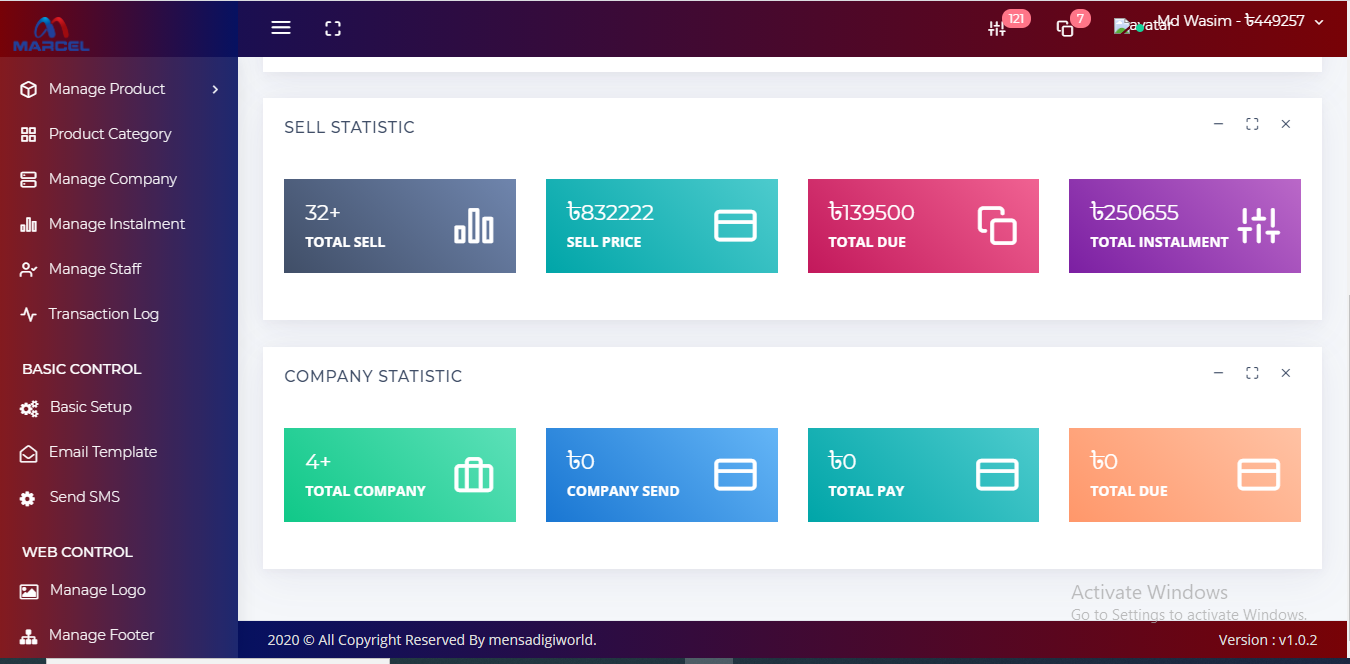 MARCEL
121
7
avatar
Md Wasim - ৳449257
Manage Product
Product Category
Manage Company
Manage Instalment
Manage Staff
Transaction Log
BASIC CONTROL
Basic Setup
Email Template
Send SMS
WEB CONTROL
Manage Logo
Manage Footer
SELL STATISTIC
32+
TOTAL SELL
৳832222
SELL PRICE
৳139500
TOTAL DUE
৳250655
TOTAL INSTALMENT
COMPANY STATISTIC
4+
TOTAL COMPANY
৳0
COMPANY SEND
৳0
TOTAL PAY
৳0
TOTAL DUE
Activate Windows
Go to Settings to activate Windows.
2020 © All Copyright Reserved By mensadigiworld.
Version : v1.0.2